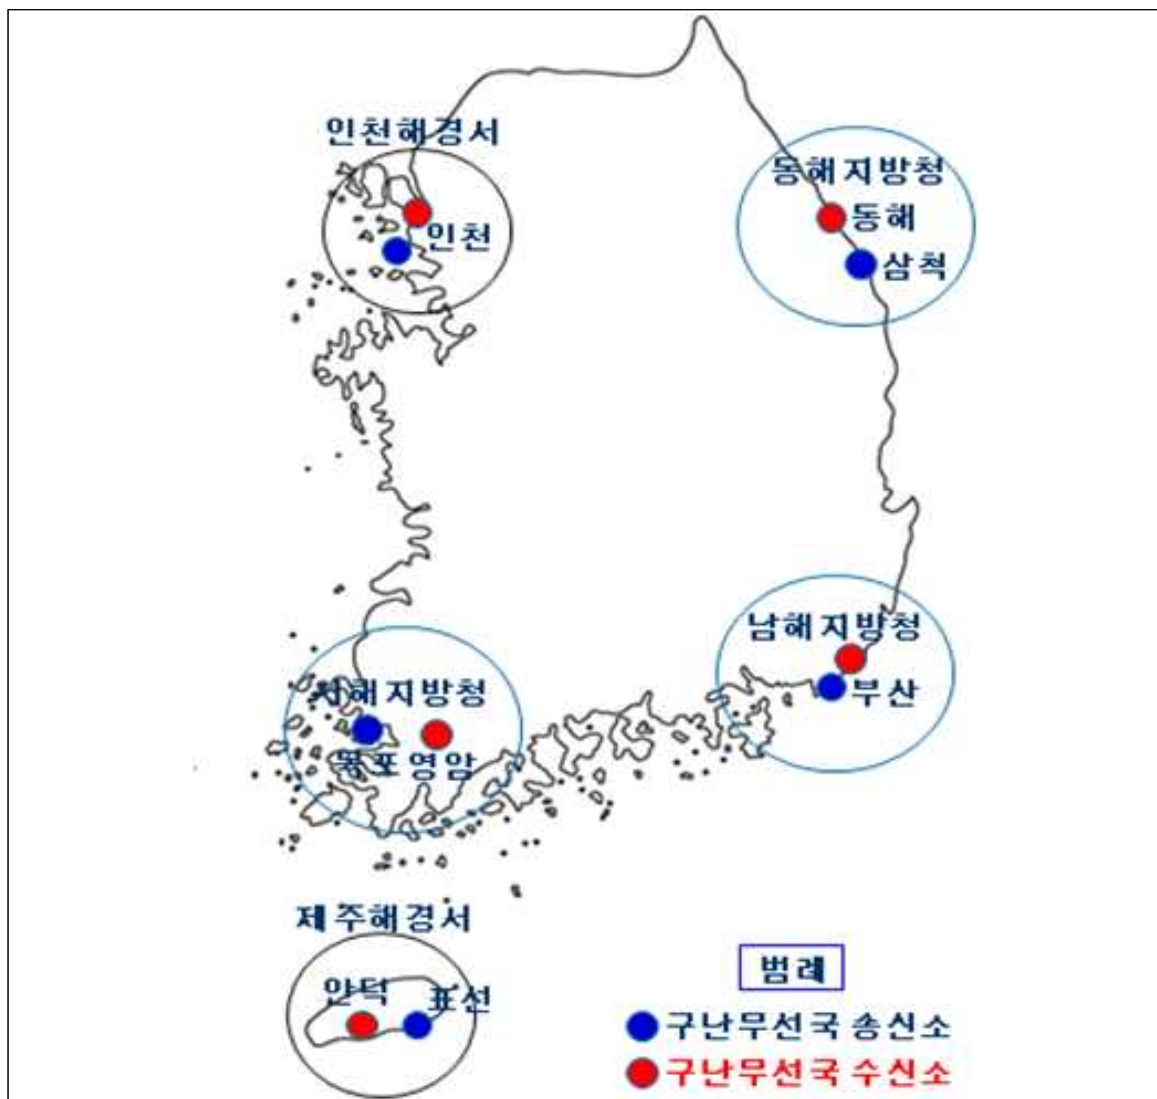 인천해경서
동해지방청
동해
인천
삼척
남해지방청
서해지방청
부산
목포영암
제주해경서
안덕
표선
범례
구난무선국 송신소
구난무선국 수신소